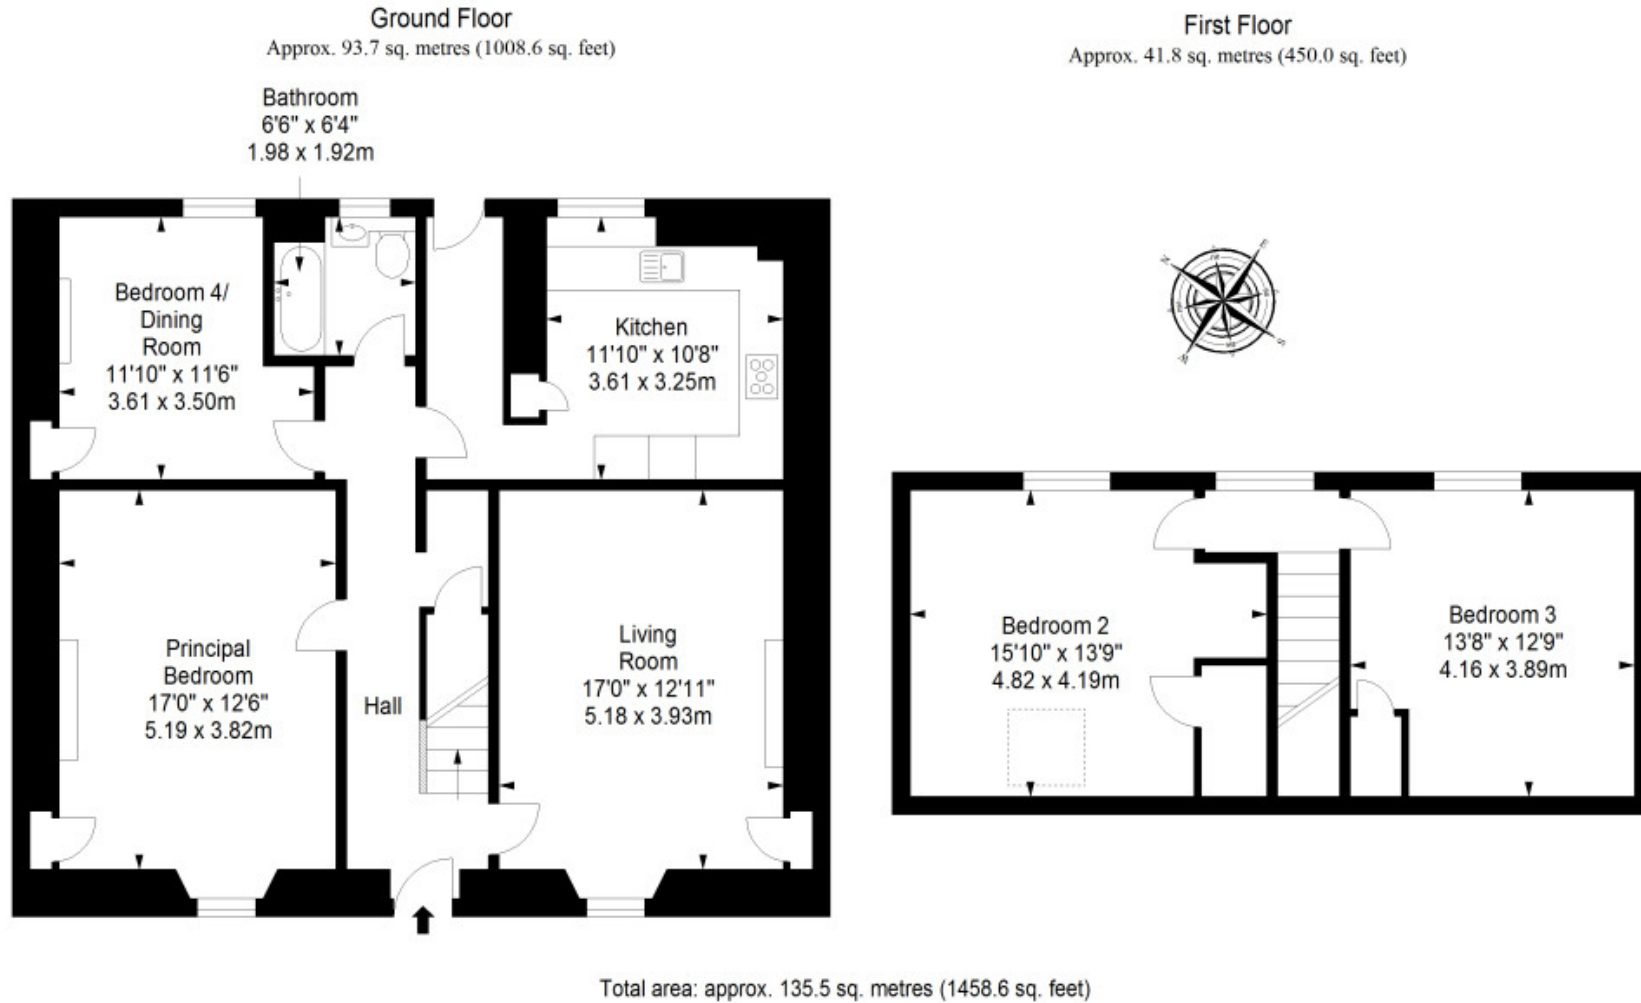 Ground Floor
Approx. 93.7 sq. metres (1008.6 sq. feet)
First Floor
Approx. 41.8 sq. metres (450.0 sq. feet)
Bathroom
6'6" x 6'4"
1.98 x 1.92m
Bedroom 4/
Dining
Room
11'10" x 11'6"
3.61 x 3.50m
Kitchen
11'10" x 10'8"
3.61 x 3.25m
N
E
S
W
Principal
Bedroom
17'0" x 12'6"
5.19 x 3.82m
Hall
Living
Room
17'0" x 12'11"
5.18 x 3.93m
Bedroom 2
15'10" x 13'9"
4.82 x 4.19m
Bedroom 3
13'8" x 12'9"
4.16 x 3.89m
Total area: approx. 135.5 sq. metres (1458.6 sq. feet)